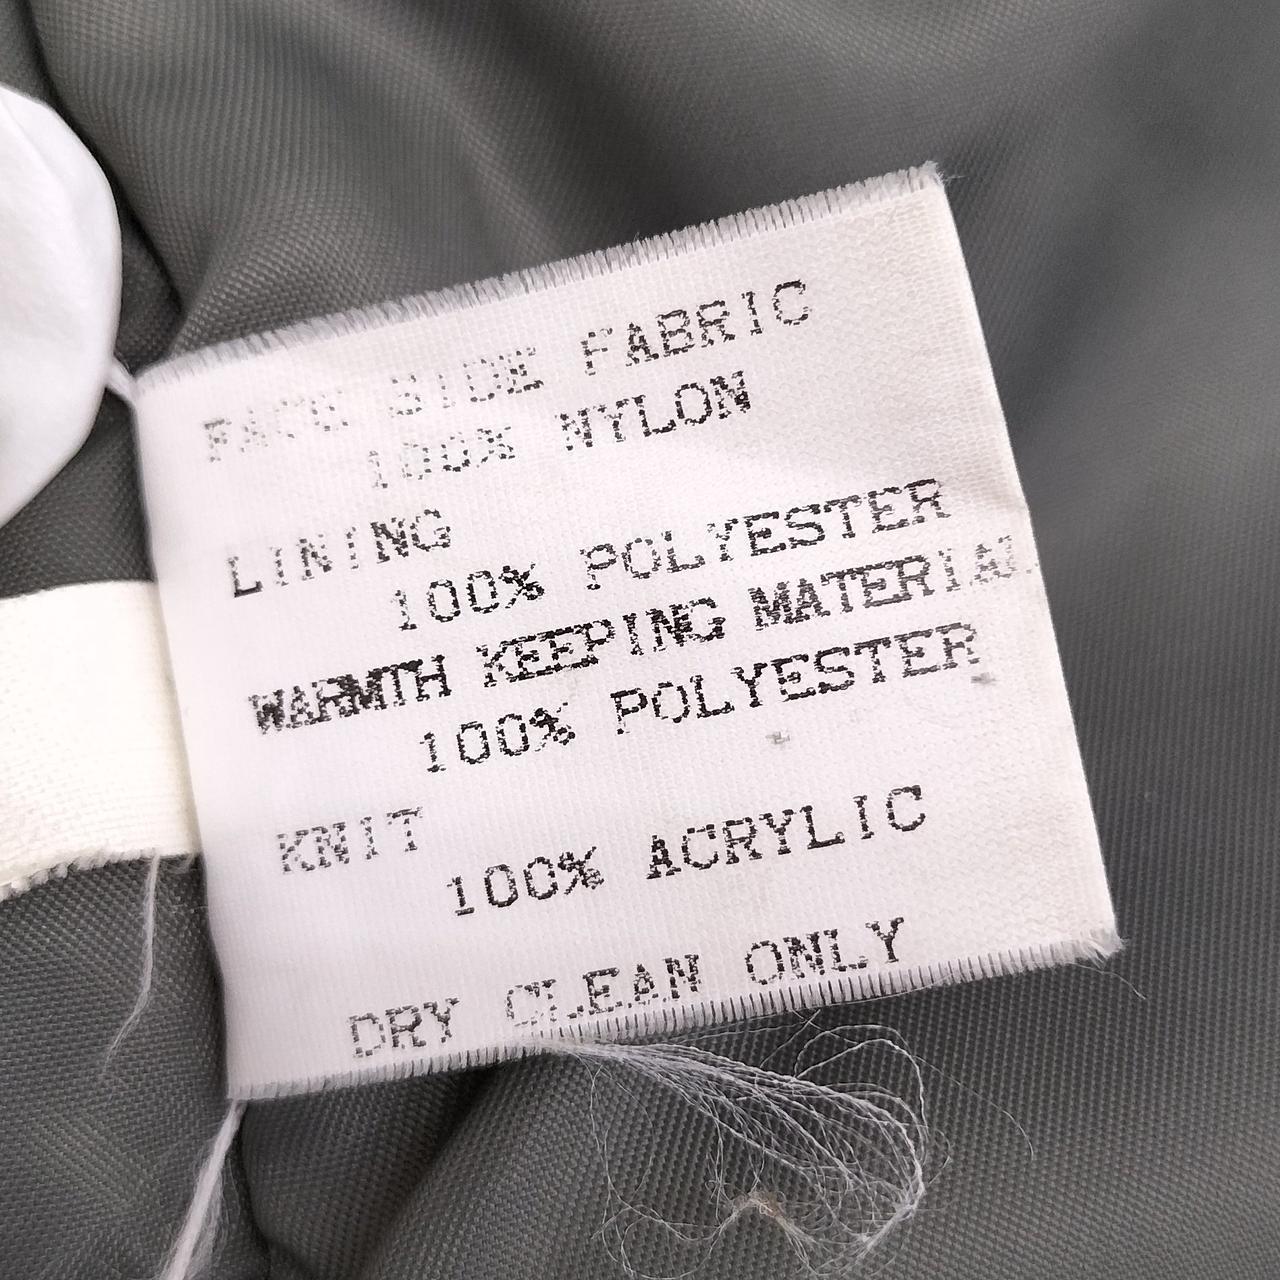 FACE SIDE FABRIC
100% NYLON
LINING
100% POLYESTER
WARMTH KEEPING MATERIAL
100% POLYESTER
KNIT
100% ACRYLIC
DRY CLEAN ONLY